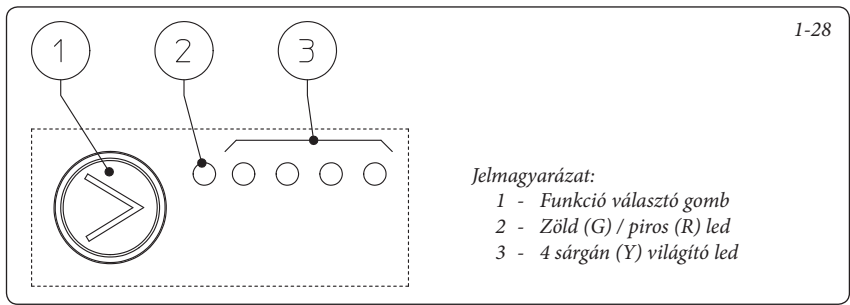 1-28
1
2
3
Jelmagyarázat:
1 - Funkció választó gomb
2 - Zöld (G) / piros (R) led
3 - 4 sárgán (Y) világító led